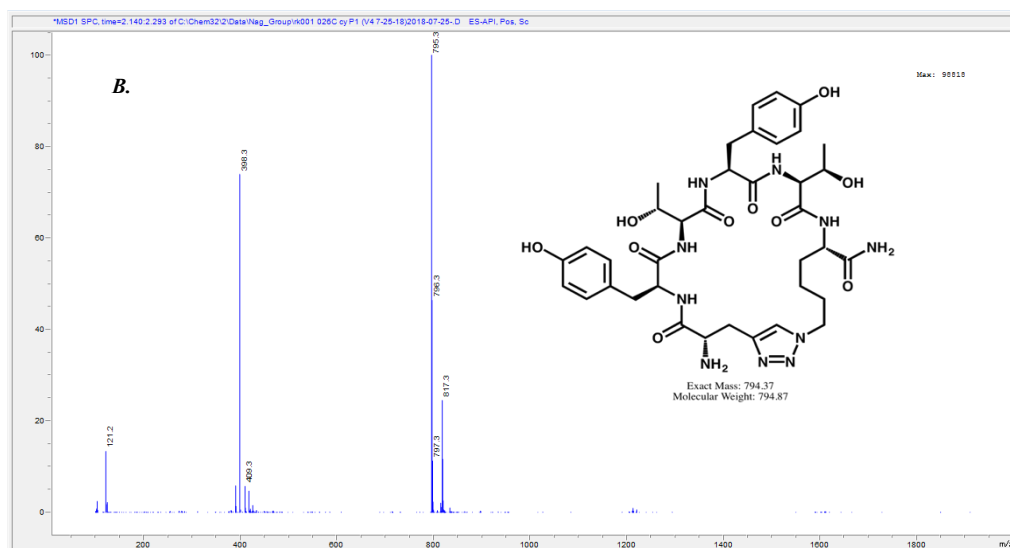 *MSD1 SPC, time=2.140:2.293 of C:\Chem32\2\Data\Nag_Group\rk001 026C cy P1 (V4 7-25-18)2018-07-25-.D ES-API, Pos, Sc
B.
Max: 98818
100
80
60
40
20
0
795.3
398.3
796.3
817.3
797.3
121.2
409.3
OH
H
N
NH
O
HO
O
OH
O
NH
NH2
O
HO
O
NH
NH
O
NH2
N
N=N
Exact Mass: 794.37
Molecular Weight: 794.87
200
400
600
800
1000
1200
1400
1600
1800
m/z